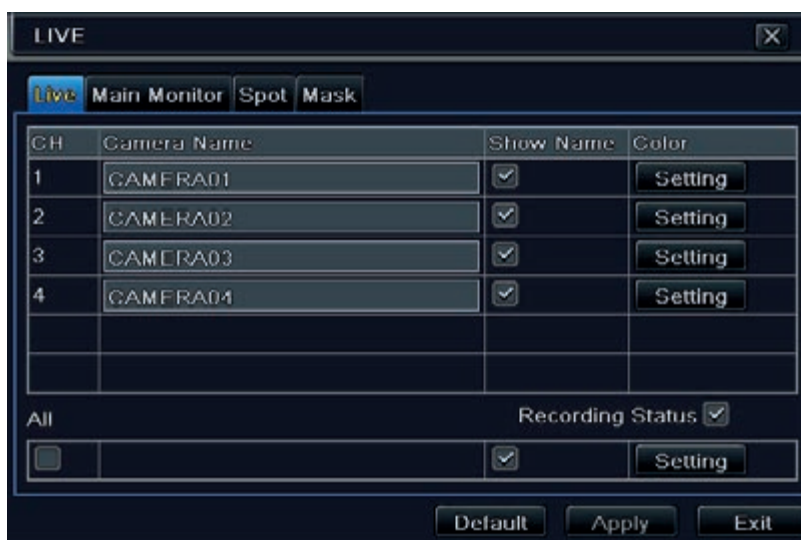 LIVE
Live Main Monitor Spot Mask
CH Camera Name Show Name Color
1 CAMERA01 Setting
2 CAMERA02 Setting
3 CAMERA03 Setting
4 CAMERA04 Setting
All Recording Status
Setting
Default Apply Exit